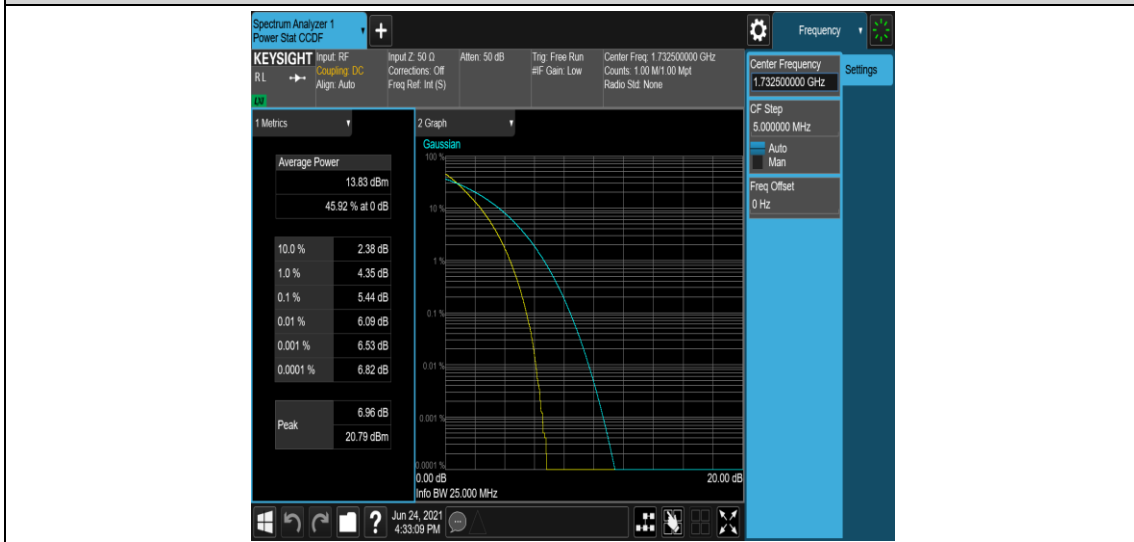 Spectrum Analyzer 1
Power Stat CCDF
+
Frequency
KEYSIGHT
RL
LXI
Input: RF
Coupling: DC
Align: Auto
Input Z: 50 Ω
Corrections: Off
Freq Ref: Int (S)
Atten: 50 dB
Trig: Free Run
#IF Gain: Low
Center Freq: 1.732500000 GHz
Counts: 1.00 M/1.00 Mpt
Radio Std: None
Center Frequency
1.732500000 GHz
Settings
CF Step
5.000000 MHz
Auto
Man
Freq Offset
0 Hz
1 Metrics
Average Power
13.83 dBm
45.92 % at 0 dB
10.0 % 2.38 dB
1.0 % 4.35 dB
0.1 % 5.44 dB
0.01 % 6.09 dB
0.001 % 6.53 dB
0.0001 % 6.82 dB
Peak
6.96 dB
20.79 dBm
2 Graph
Gaussian
100 %
10 %
1 %
0.1 %
0.01 %
0.001 %
0.0001 %
0.00 dB 20.00 dB
Info BW 25.000 MHz
?
Jun 24, 2021
4:33:09 PM